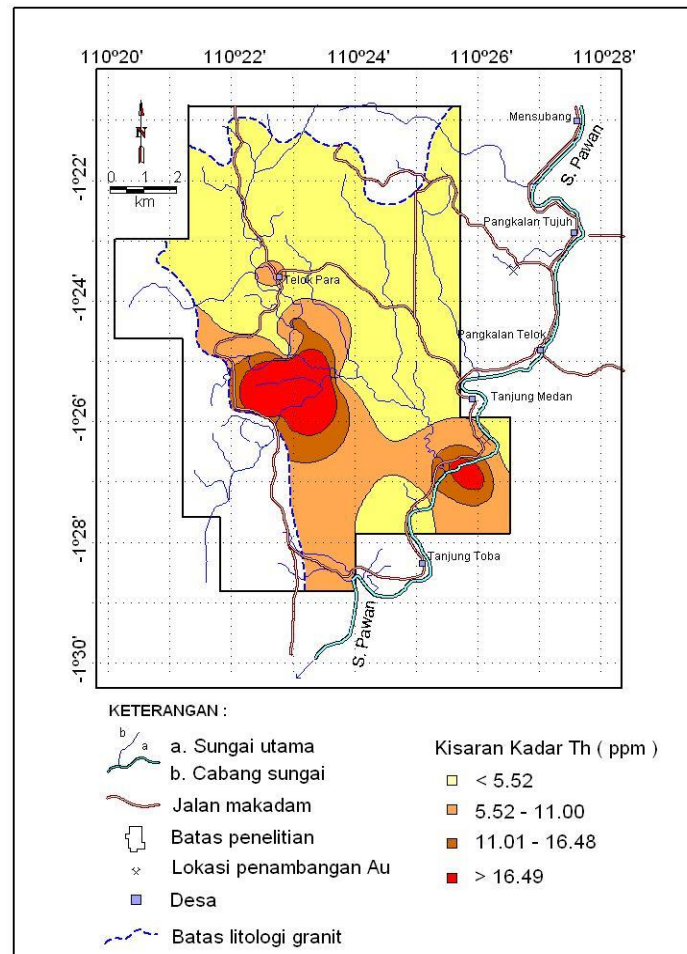 110º20' 110º22' 110º24' 110º26' 110º28'
Mensubang
N
S. Pawan
-1º22'
0 1 2
km
Pangkalan Tujuh
Telok Para
-1º24'
Pangkalan Telok
Tanjung Medan
-1º26'
-1º28'
Tanjung Toba
S. Pawan
-1º30'
KETERANGAN :
b
a
a. Sungai utama
b. Cabang sungai
Jalan makadam
Batas penelitian
Lokasi penambangan Au
Desa
Batas litologi granit
Kisaran Kadar Th ( ppm )
< 5.52
5.52 - 11.00
11.01 - 16.48
> 16.49